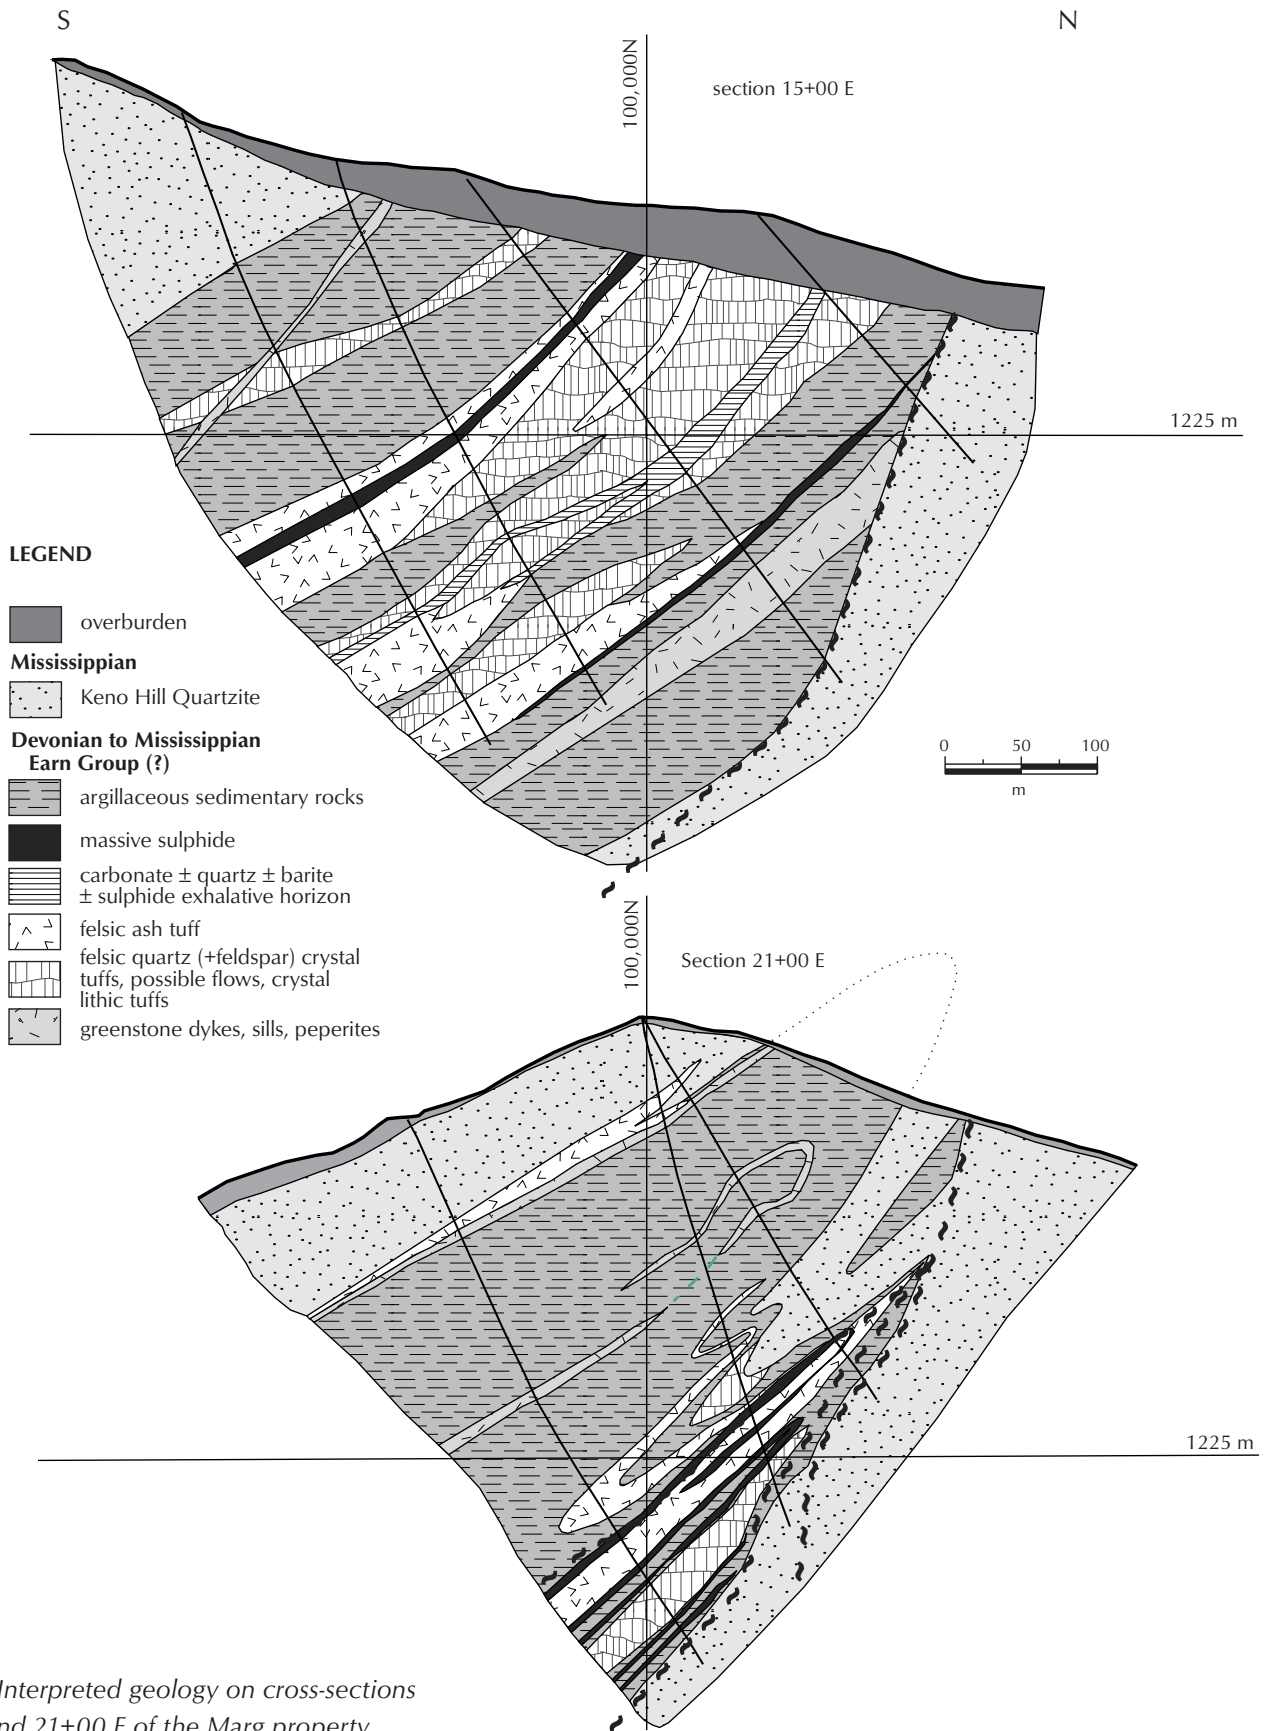 S
N
100,000N
section 15+00 E
1225 m
LEGEND
overburden
Mississippian
Keno Hill Quartzite
Devonian to Mississippian
Earn Group (?)
argillaceous sedimentary rocks
massive sulphide
carbonate ± quartz ± barite
± sulphide exhalative horizon
felsic ash tuff
felsic quartz (+feldspar) crystal
tuffs, possible flows, crystal
lithic tuffs
greenstone dykes, sills, peperites
0 50 100
m
100,000N
Section 21+00 E
1225 m
Interpreted geology on cross-sections
nd 21+00 E of the Marg property